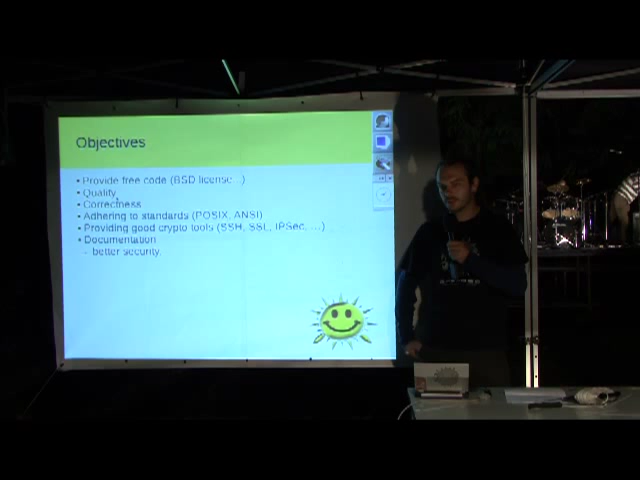 Objectives
• Provide free code (BSD license...)
• Quality
• Correctness
• Adhering to standards (POSIX, ANSI)
• Providing good crypto tools (SSH, SSL, IPSec, ...)
• Documentation
– better security.